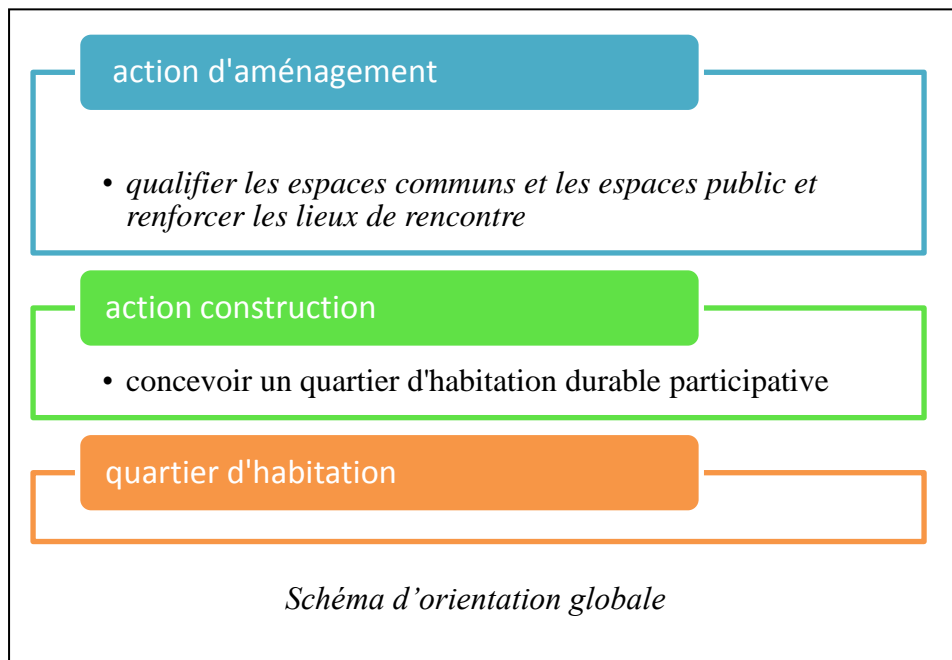 action d'aménagement
• qualifier les espaces communs et les espaces public et
renforcer les lieux de rencontre
action construction
• concevoir un quartier d'habitation durable participative
quartier d'habitation
Schéma d’orientation globale